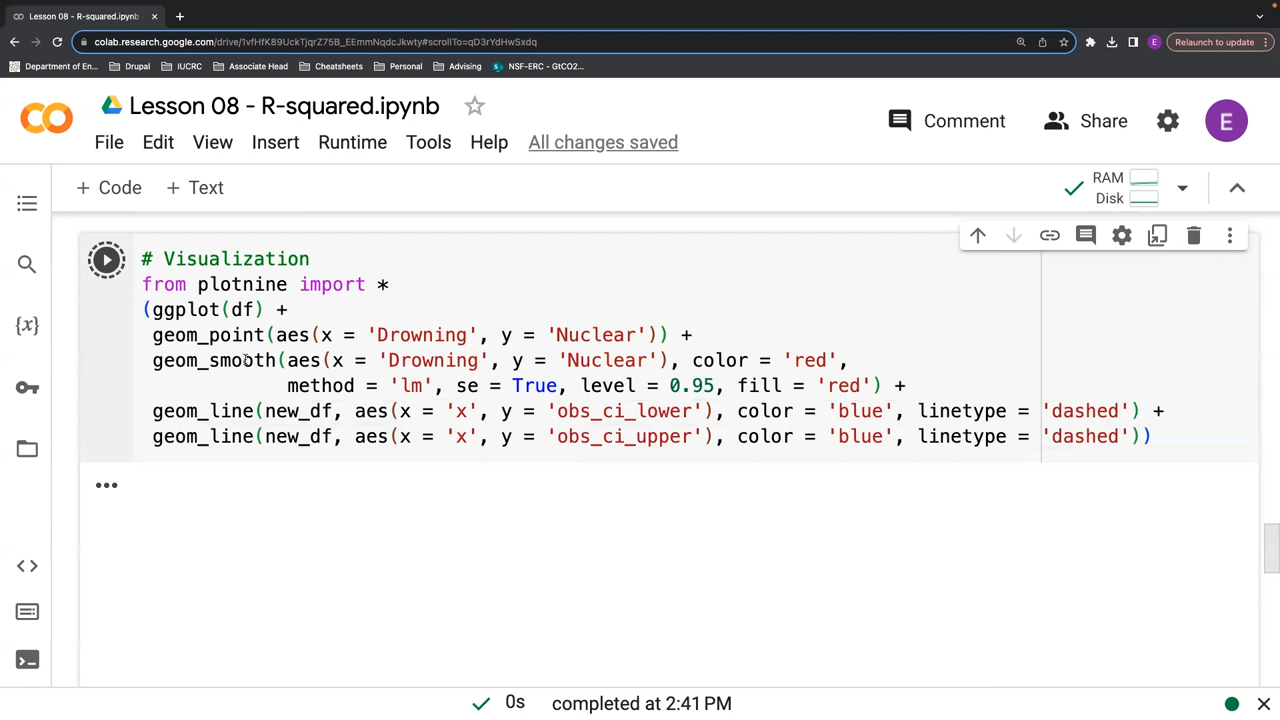 Lesson 08 - R-squared.ipynb
colab.research.google.com/drive/1vfHfK89UckTjqrZ75B_EEmmNqdcJkwty#scrollTo=qD3rYdHwSxdq
E
Relaunch to update
Department of En...
Drupal
IUCRC
Associate Head
Cheatsheets
Personal
Advising
NSF-ERC - GtCO2...
Lesson 08 - R-squared.ipynb
File Edit View Insert Runtime Tools Help All changes saved
Comment
Share
E
+ Code + Text
RAM
Disk
# Visualization
from plotnine import *
(ggplot(df) +
geom_point(aes(x = 'Drowning', y = 'Nuclear')) +
geom_smooth(aes(x = 'Drowning', y = 'Nuclear'), color = 'red',
method = 'lm', se = True, level = 0.95, fill = 'red') +
geom_line(new_df, aes(x = 'x', y = 'obs_ci_lower'), color = 'blue', linetype = 'dashed') +
geom_line(new_df, aes(x = 'x', y = 'obs_ci_upper'), color = 'blue', linetype = 'dashed'))
0s completed at 2:41 PM